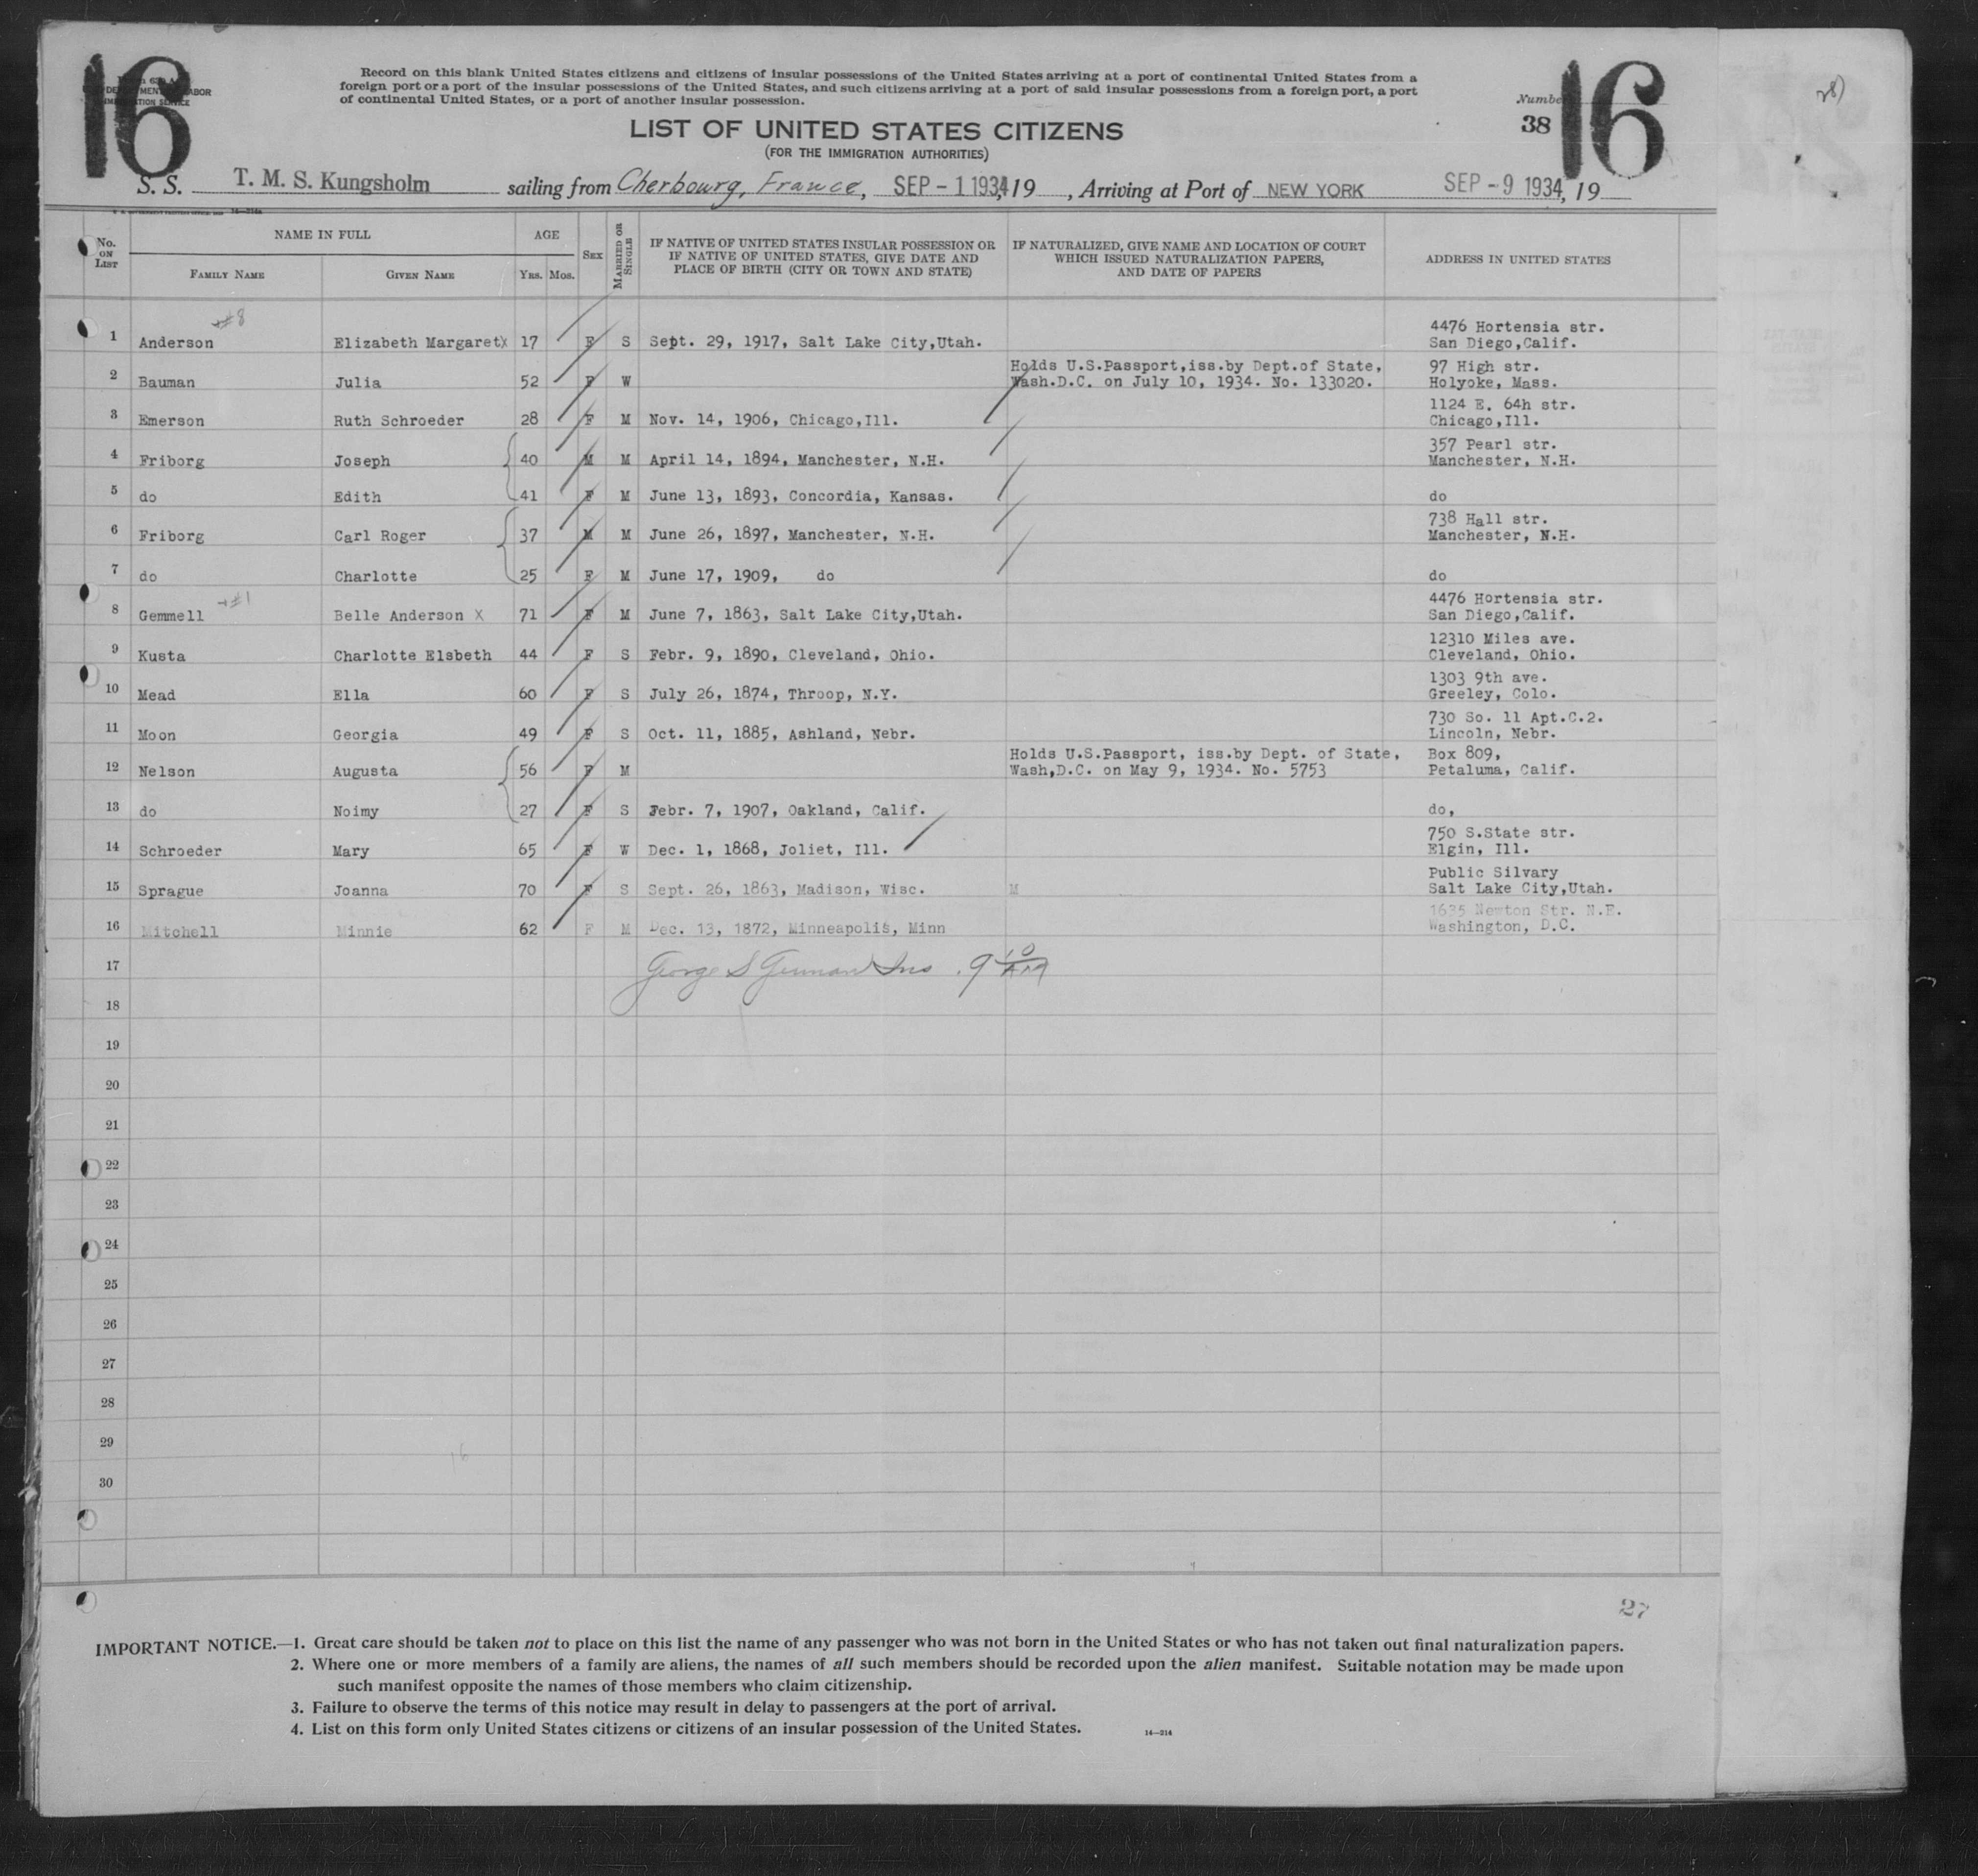 16
16
28)
Record on this blank United States citizens and citizens of insular possessions of the United States arriving at a port of continental United States from a
foreign port or a port of the insular possessions of the United States, and such citizens arriving at a port of said insular possessions from a foreign port, a port
of continental United States, or a port of another insular possession.
Number
38
LIST OF UNITED STATES CITIZENS
(FOR THE IMMIGRATION AUTHORITIES)
S. S. T. M. S. Kungsholm sailing from Cherbourg, France, SEP - 1 1934, 19 , Arriving at Port of NEW YORK SEP - 9 1934, 19
No. ON LIST
NAME IN FULL
FAMILY NAME
GIVEN NAME
AGE
YRS. MOS.
SEX
MARRIED OR SINGLE
IF NATIVE OF UNITED STATES INSULAR POSSESSION OR
IF NATIVE OF UNITED STATES, GIVE DATE AND
PLACE OF BIRTH (CITY OR TOWN AND STATE)
IF NATURALIZED, GIVE NAME AND LOCATION OF COURT
WHICH ISSUED NATURALIZATION PAPERS,
AND DATE OF PAPERS
ADDRESS IN UNITED STATES
#8
4476 Hortensia str.
1 Anderson Elizabeth Margaret X 17 F S Sept. 29, 1917, Salt Lake City,Utah. San Diego,Calif.
Holds U.S.Passport,iss.by Dept.of State, 97 High str.
2 Bauman Julia 52 F W Wash.D.C. on July 10, 1934. No. 133020. Holyoke, Mass.
1124 E. 64h str.
3 Emerson Ruth Schroeder 28 F M Nov. 14, 1906, Chicago,Ill. Chicago,Ill.
357 Pearl str.
4 Friborg Joseph 40 M M April 14, 1894, Manchester, N.H. Manchester, N.H.
5 do Edith 41 F M June 13, 1893, Concordia, Kansas. do
738 Hall str.
6 Friborg Carl Roger 37 M M June 26, 1897, Manchester, N.H. Manchester, N.H.
7 do Charlotte 25 F M June 17, 1909, do do
#1
4476 Hortensia str.
8 Gemmell Belle Anderson X 71 F M June 7, 1863, Salt Lake City,Utah. San Diego,Calif.
12310 Miles ave.
9 Kusta Charlotte Elsbeth 44 F S Febr. 9, 1890, Cleveland, Ohio. Cleveland, Ohio.
1303 9th ave.
10 Mead Ella 60 F S July 26, 1874, Throop, N.Y. Greeley, Colo.
730 So. 11 Apt.C.2.
11 Moon Georgia 49 F S Oct. 11, 1885, Ashland, Nebr. Lincoln, Nebr.
Holds U.S.Passport, iss.by Dept. of State, Box 809,
12 Nelson Augusta 56 F M Wash,D.C. on May 9, 1934. No. 5753 Petaluma, Calif.
13 do Noimy 27 F S Febr. 7, 1907, Oakland, Calif. do,
750 S.State str.
14 Schroeder Mary 65 F W Dec. 1, 1868, Joliet, Ill. Elgin, Ill.
Public Silvary
15 Sprague Joanna 70 F S Sept. 26, 1863, Madison, Wisc. M Salt Lake City,Utah.
1635 Newton Str. N.E.
16 Mitchell Minnie 62 F M Dec. 13, 1872, Minneapolis, Minn Washington, D.C.
17 George S
18
19
20
21
22
23
24
25
26
27
28
29
30
27
IMPORTANT NOTICE.—1. Great care should be taken not to place on this list the name of any passenger who was not born in the United States or who has not taken out final naturalization papers.
2. Where one or more members of a family are aliens, the names of all such members should be recorded upon the alien manifest. Suitable notation may be made upon
such manifest opposite the names of those members who claim citizenship.
3. Failure to observe the terms of this notice may result in delay to passengers at the port of arrival.
4. List on this form only United States citizens or citizens of an insular possession of the United States.
14—214